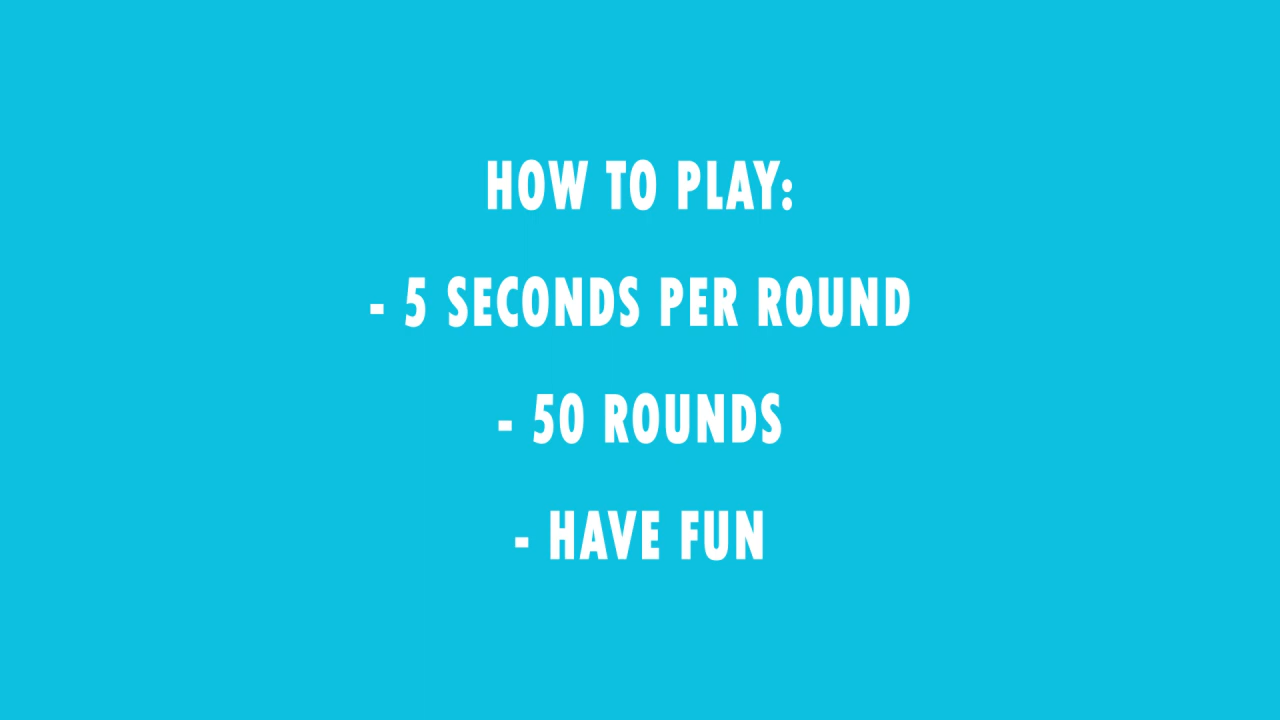 HOW TO PLAY:
- 5 SECONDS PER ROUND
- 50 ROUNDS
- HAVE FUN